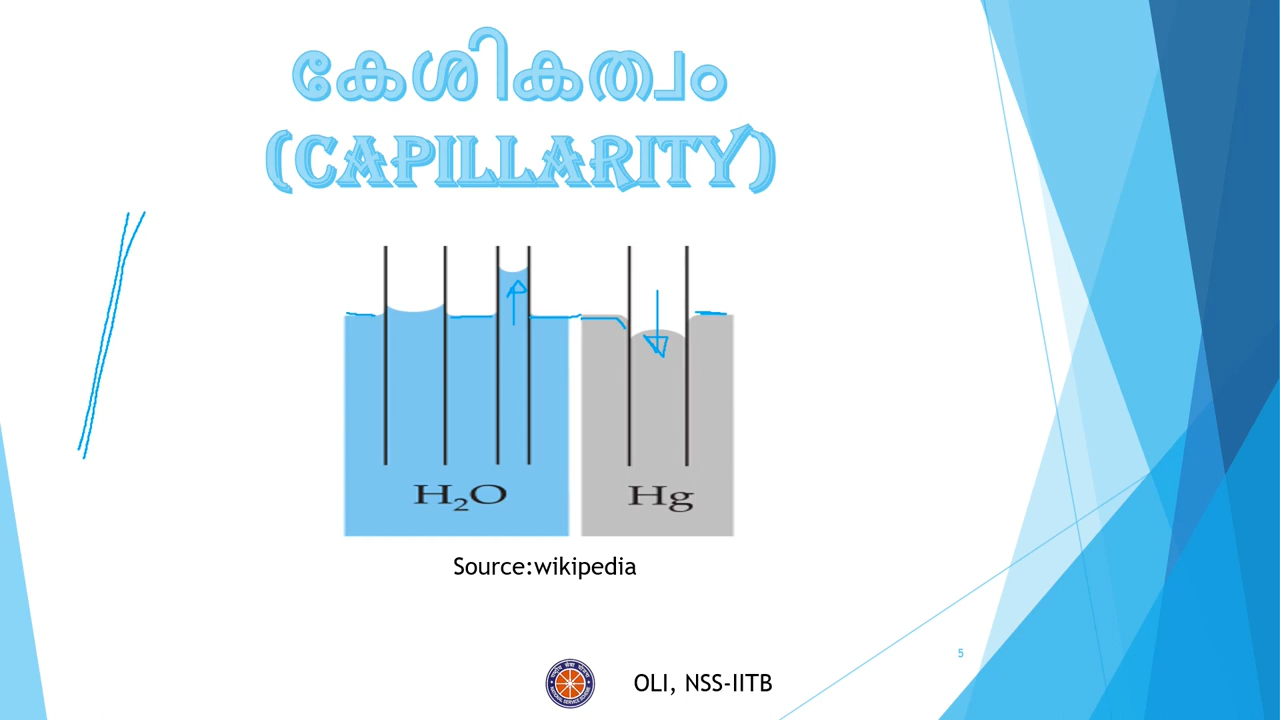 കേശികത്വം
(CAPILLARITY)
H₂O
Hg
Source:wikipedia
5
OLI, NSS-IITB